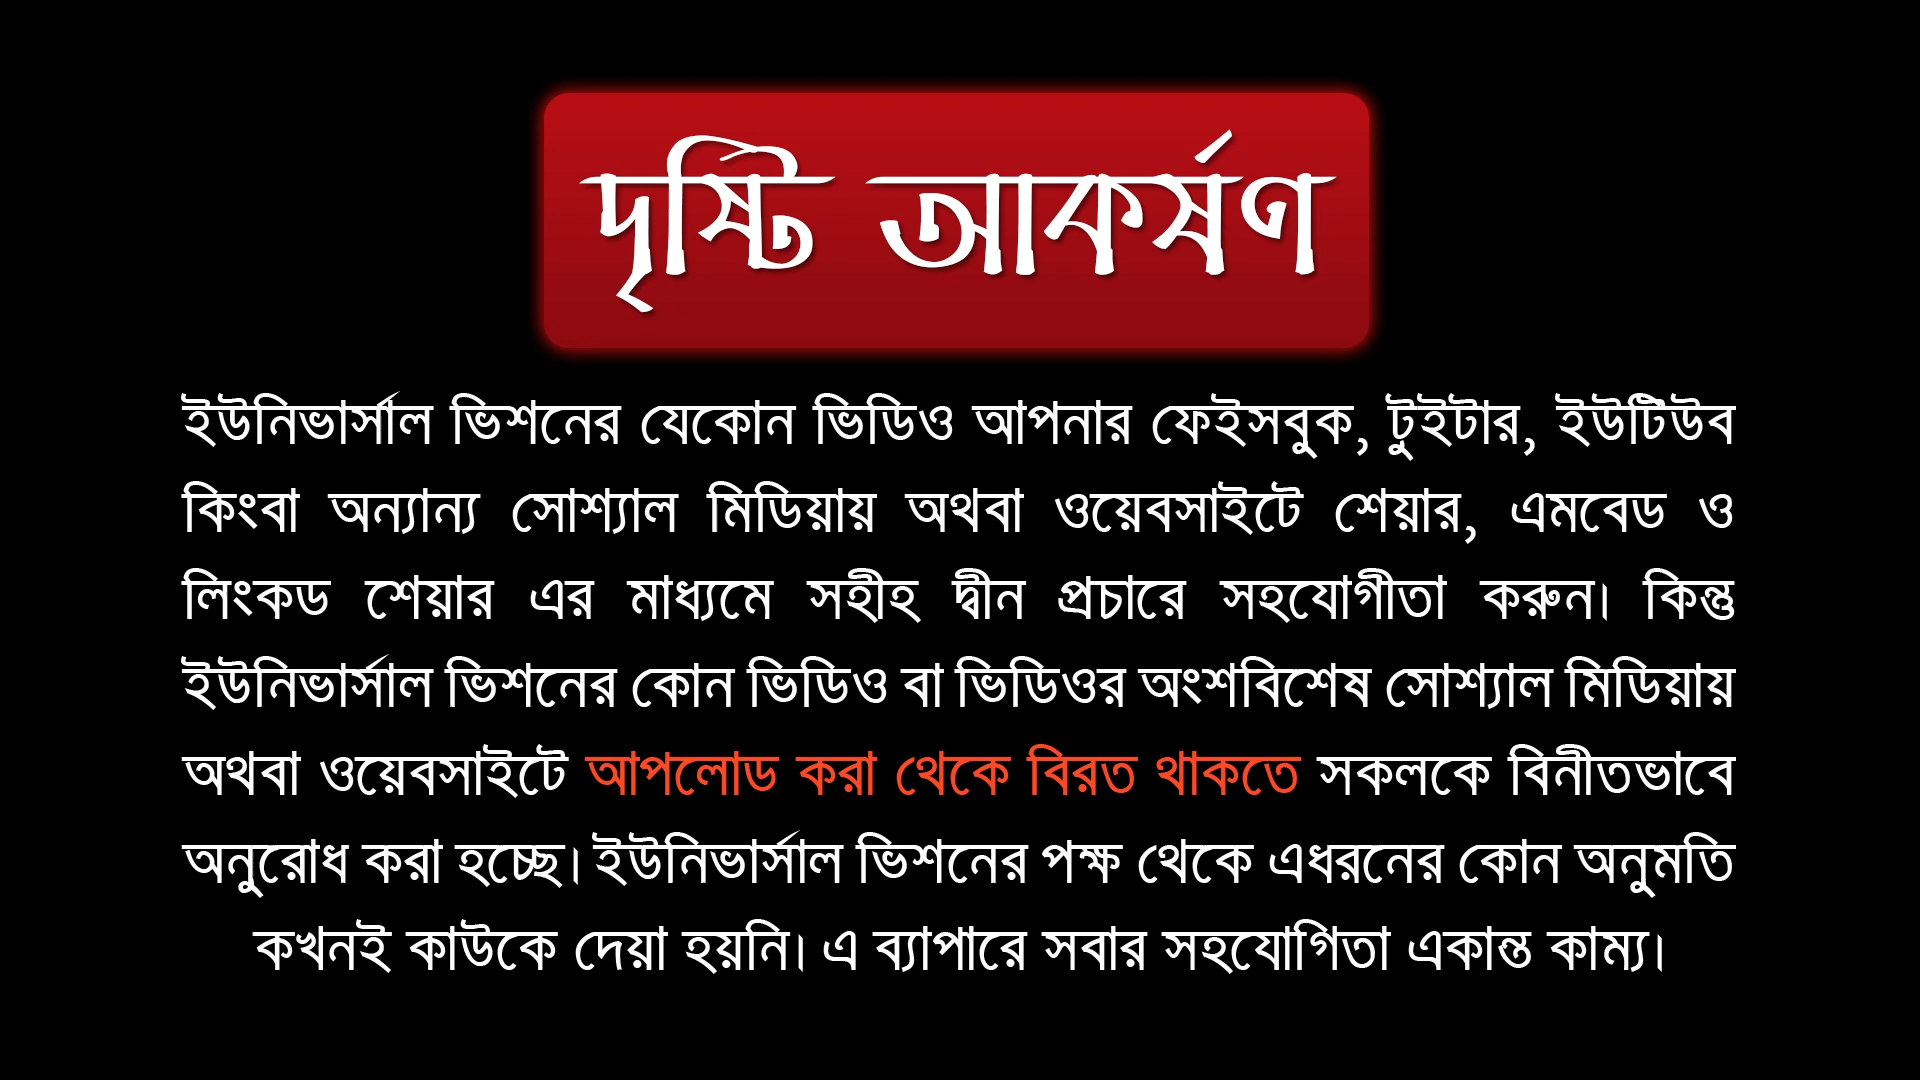 দৃষ্টি আকর্ষণ
ইউনিভার্সাল ভিশনের যেকোন ভিডিও আপনার ফেইসবুক, টুইটার, ইউটিউব
কিংবা অন্যান্য সোশ্যাল মিডিয়ায় অথবা ওয়েবসাইটে শেয়ার, এমবেড ও
লিংকড শেয়ার এর মাধ্যমে সহীহ দ্বীন প্রচারে সহযোগীতা করুন। কিন্তু
ইউনিভার্সাল ভিশনের কোন ভিডিও বা ভিডিওর অংশবিশেষ সোশ্যাল মিডিয়ায়
অথবা ওয়েবসাইটে আপলোড করা থেকে বিরত থাকতে সকলকে বিনীতভাবে
অনুরোধ করা হচ্ছে। ইউনিভার্সাল ভিশনের পক্ষ থেকে এধরনের কোন অনুমতি
কখনই কাউকে দেয়া হয়নি। এ ব্যাপারে সবার সহযোগিতা একান্ত কাম্য।